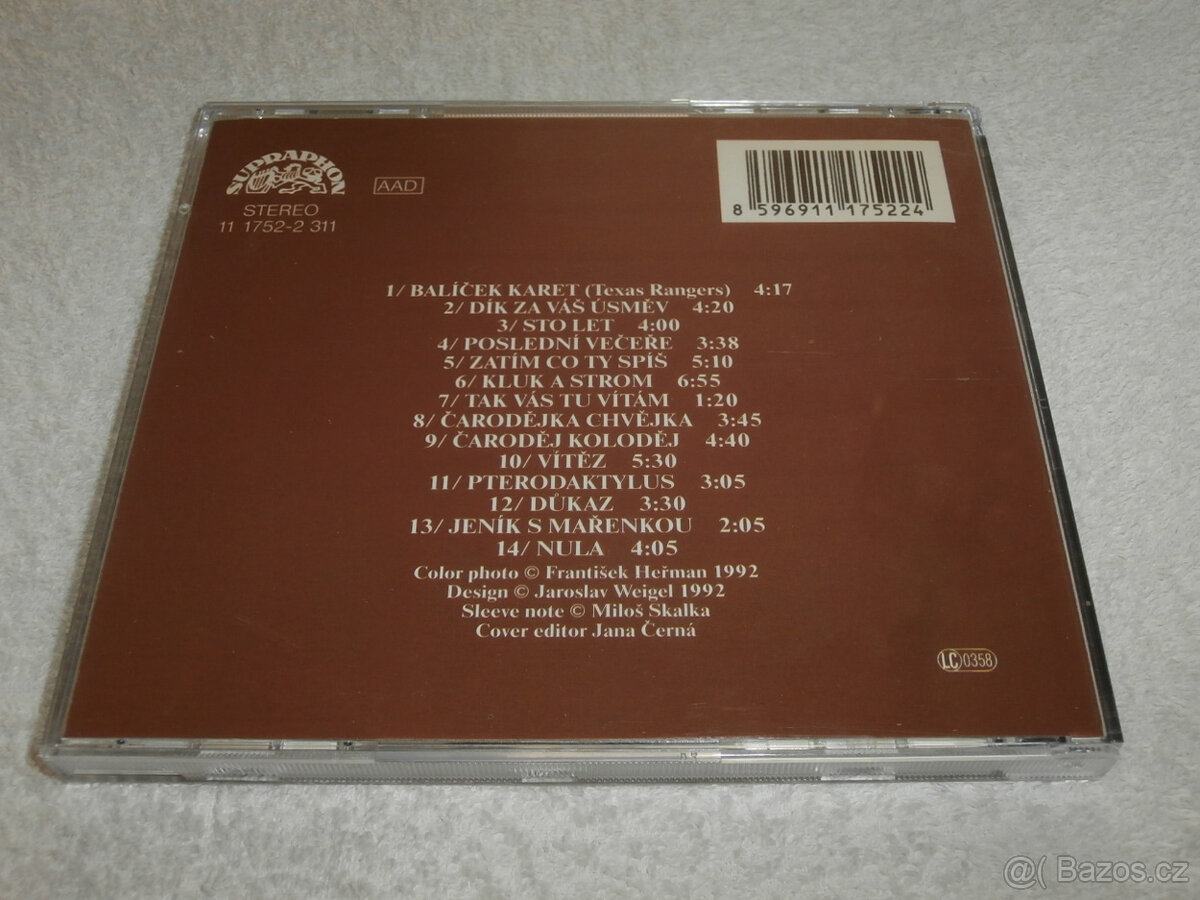 SUPRAPHON
AAD
STEREO
11 1752-2 311
8 596911 175224
1/ BALÍČEK KARET (Texas Rangers) 4:17
2/ DÍK ZA VÁŠ ÚSMĚV 4:20
3/ STO LET 4:00
4/ POSLEDNÍ VEČEŘE 3:38
5/ ZATÍM CO TY SPÍŠ 5:10
6/ KLUK A STROM 6:55
7/ TAK VÁS TU VÍTÁM 1:20
8/ ČARODĚJKA CHVĚJKA 3:45
9/ ČARODĚJ KOLODĚJ 4:40
10/ VÍTĚZ 5:30
11/ PTERODAKTYLUS 3:05
12/ DŮKAZ 3:30
13/ JENÍK S MAŘENKOU 2:05
14/ NULA 4:05
Color photo © František Heřman 1992
Design © Jaroslav Weigel 1992
Sleeve note © Miloš Skalka
Cover editor Jana Černá
LC 0358
@( Bazos.cz